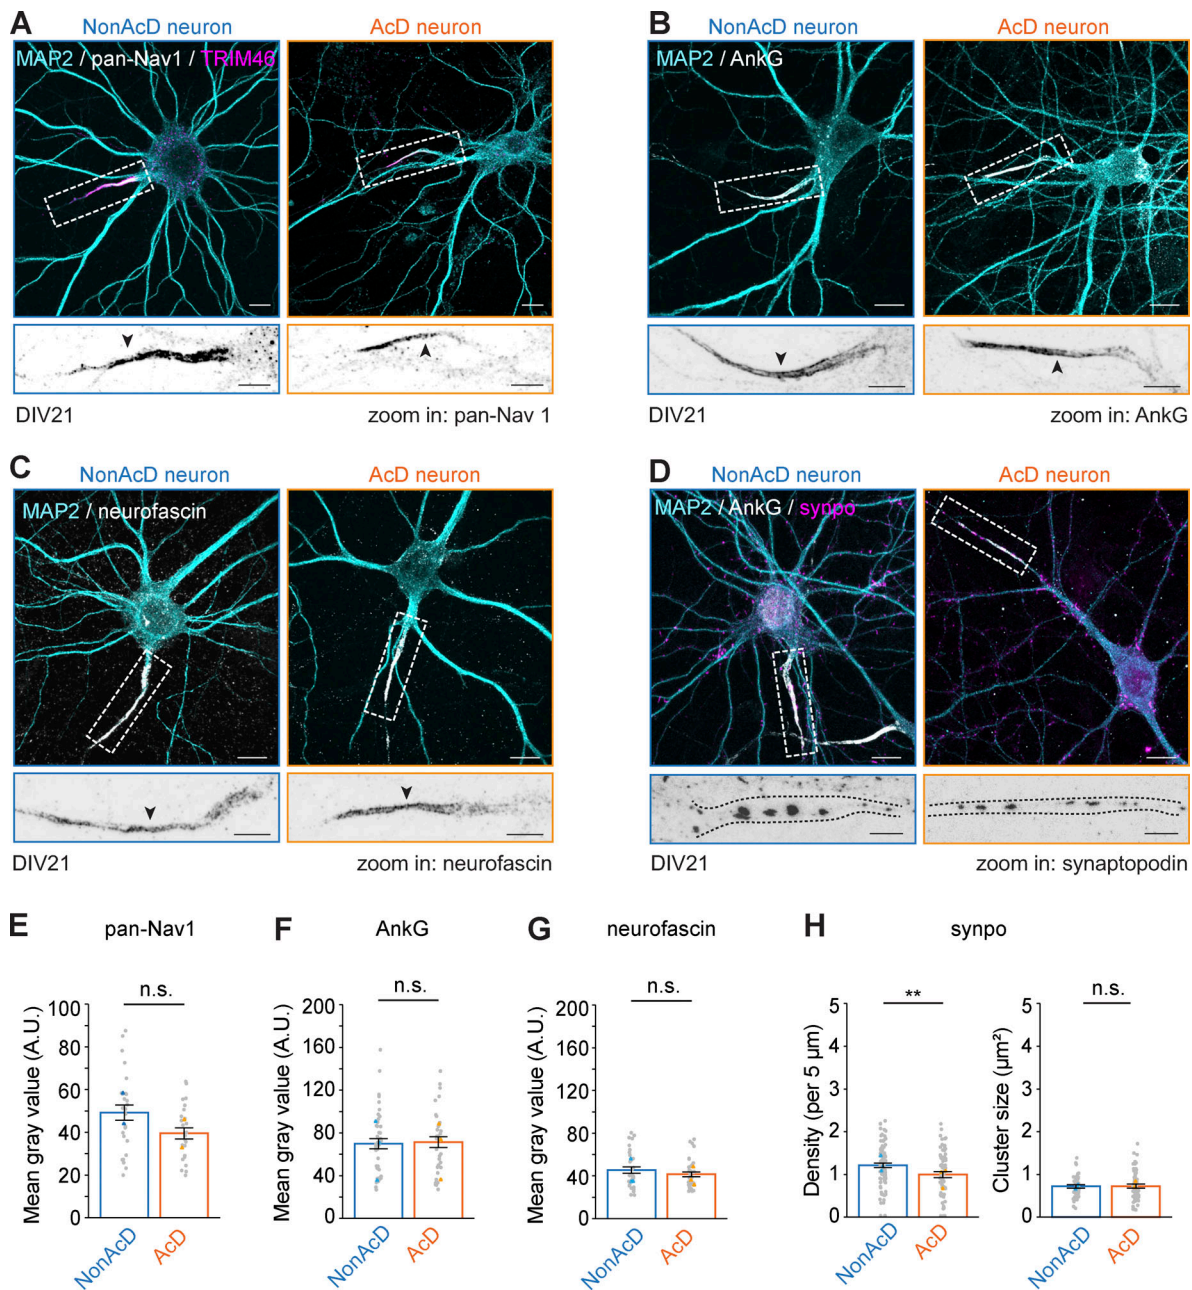 A
NonAcD neuron
AcD neuron
MAP2 / pan-Nav1 / TRIM46
DIV21
zoom in: pan-Nav 1
B
NonAcD neuron
AcD neuron
MAP2 / AnkG
DIV21
zoom in: AnkG
C
NonAcD neuron
AcD neuron
MAP2 / neurofascin
DIV21
zoom in: neurofascin
D
NonAcD neuron
AcD neuron
MAP2 / AnkG / synpo
DIV21
zoom in: synaptopodin
E
pan-Nav1
n.s.
Mean gray value (A.U.)
100
80
60
40
20
0
NonAcD
AcD
F
AnkG
n.s.
Mean gray value (A.U.)
200
160
120
80
40
0
NonAcD
AcD
G
neurofascin
n.s.
Mean gray value (A.U.)
200
160
120
80
40
0
NonAcD
AcD
H
synpo
**
Density (per 5 µm)
5
4
3
2
1
0
NonAcD
AcD
n.s.
Cluster size (µm²)
5
4
3
2
1
0
NonAcD
AcD